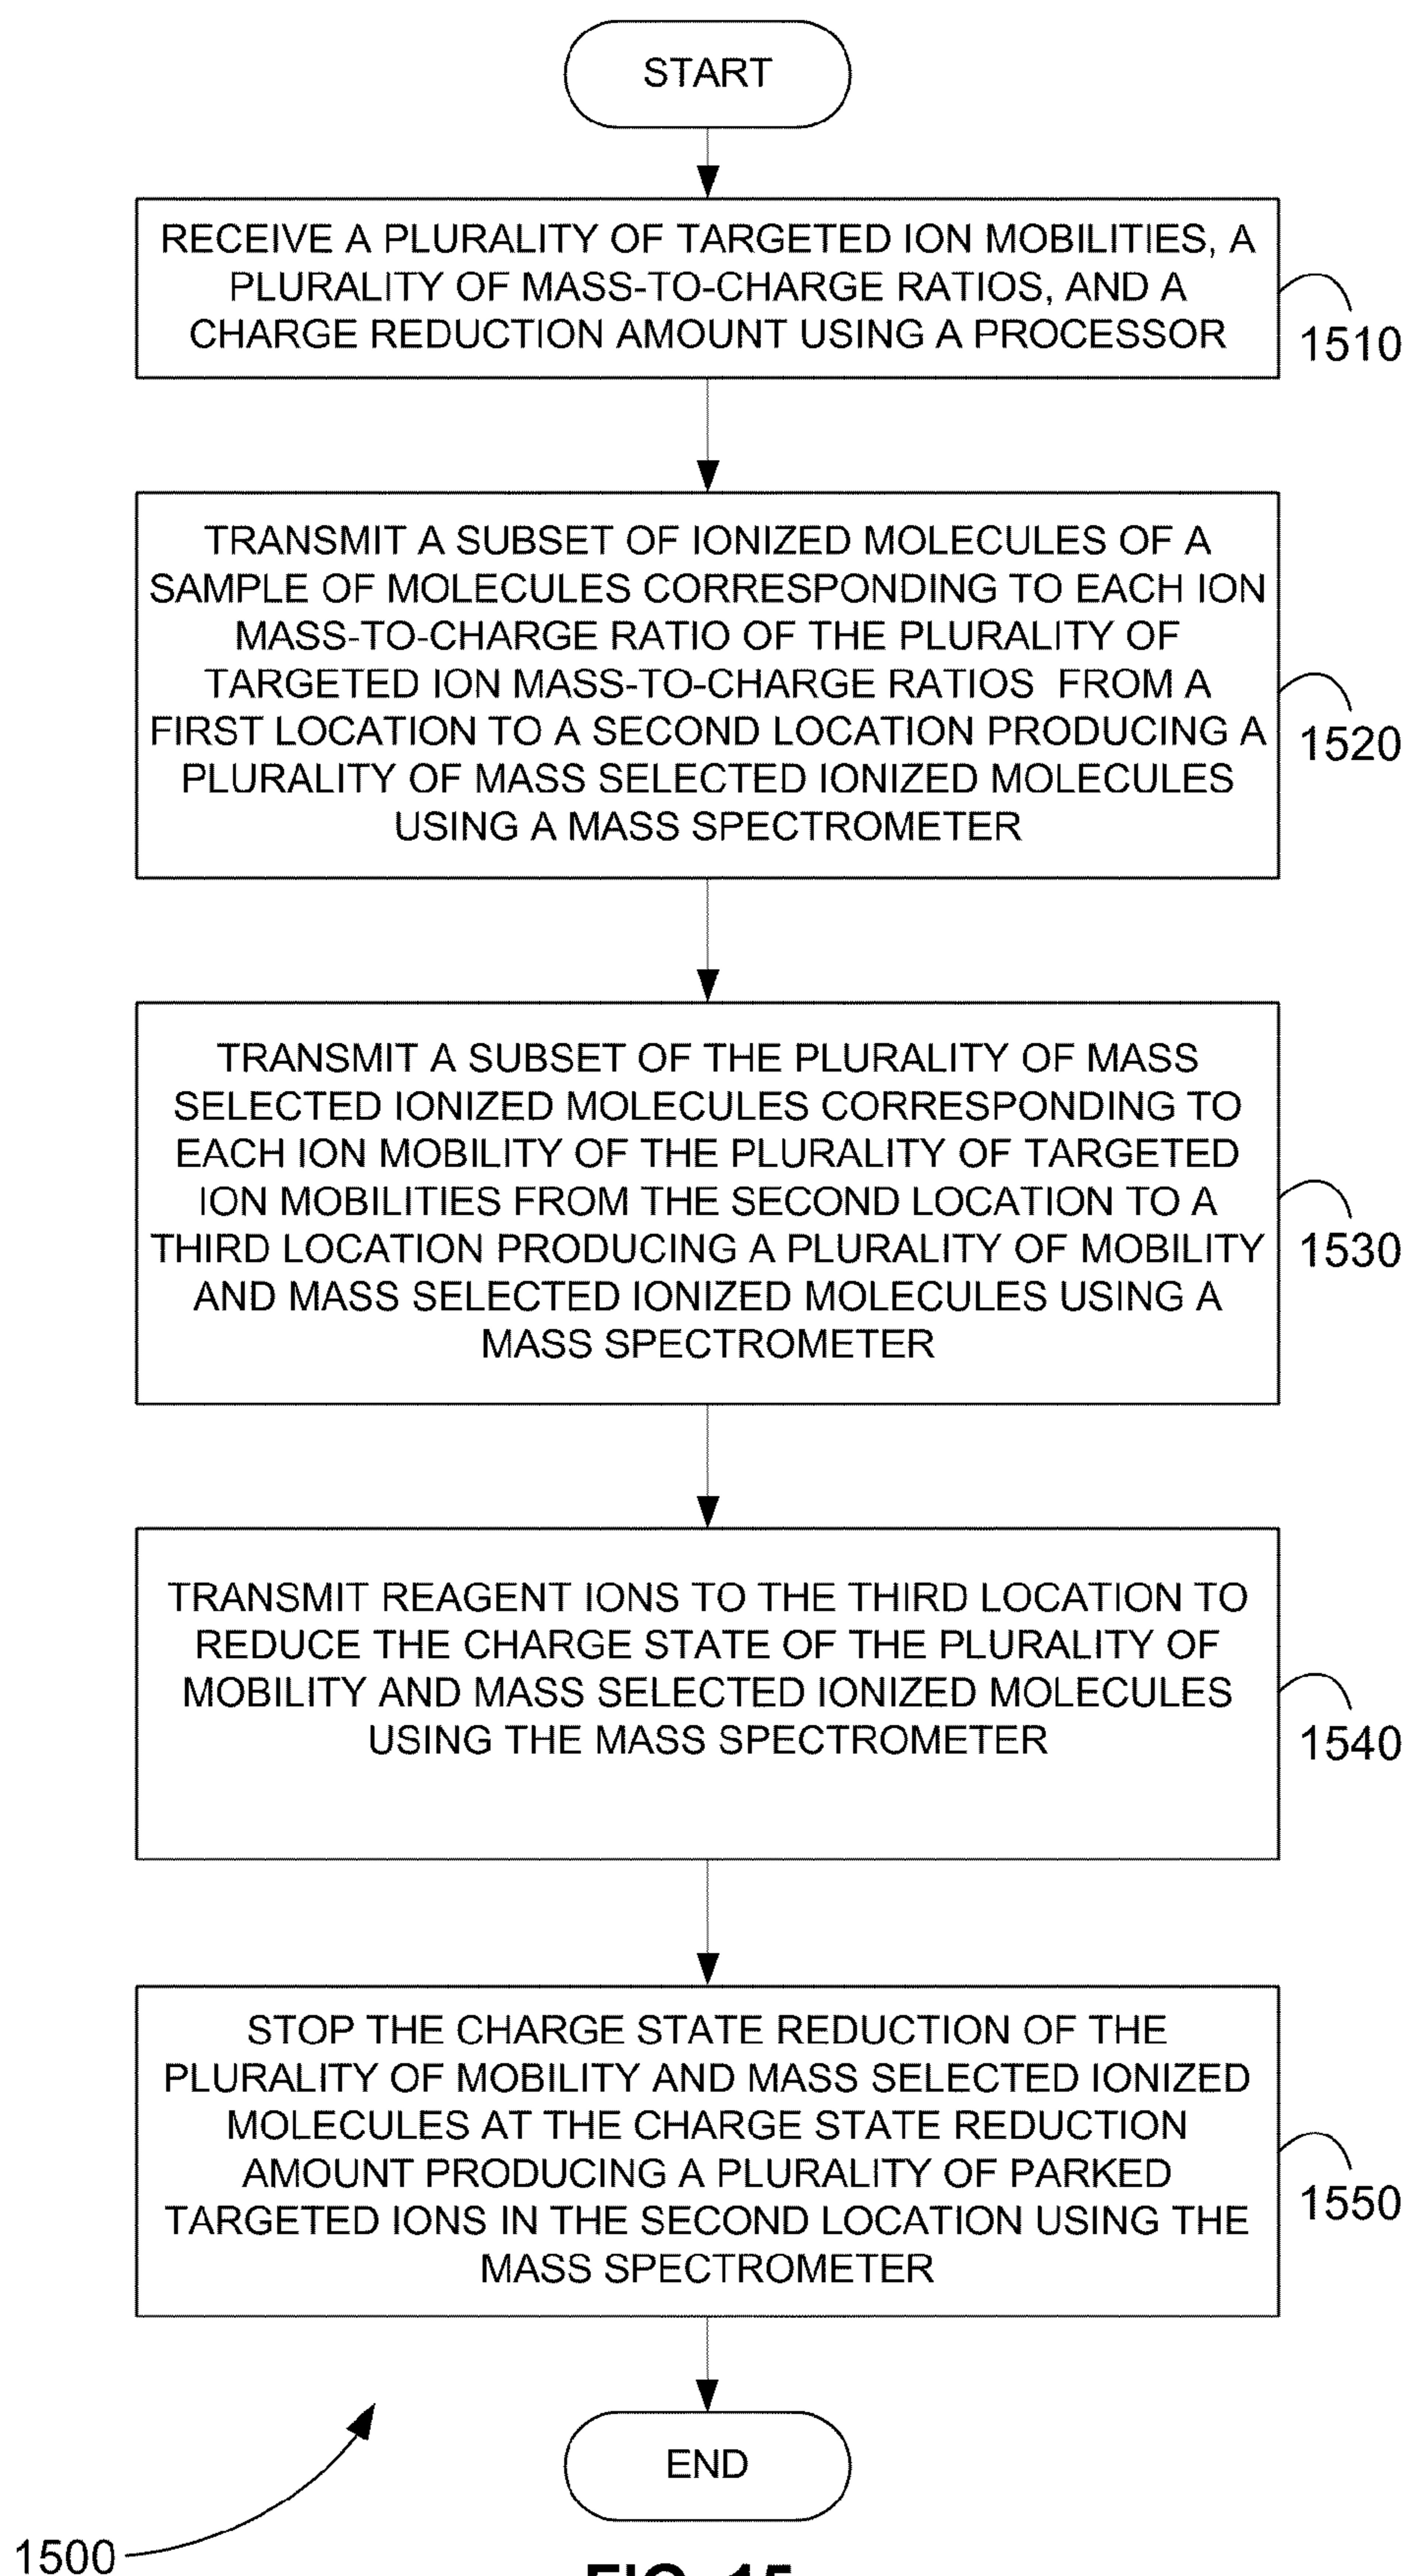 START
RECEIVE A PLURALITY OF TARGETED ION MOBILITIES, A
PLURALITY OF MASS-TO-CHARGE RATIOS, AND A
CHARGE REDUCTION AMOUNT USING A PROCESSOR
1510
TRANSMIT A SUBSET OF IONIZED MOLECULES OF A
SAMPLE OF MOLECULES CORRESPONDING TO EACH ION
MASS-TO-CHARGE RATIO OF THE PLURALITY OF
TARGETED ION MASS-TO-CHARGE RATIOS FROM A
FIRST LOCATION TO A SECOND LOCATION PRODUCING A
PLURALITY OF MASS SELECTED IONIZED MOLECULES
USING A MASS SPECTROMETER
1520
TRANSMIT A SUBSET OF THE PLURALITY OF MASS
SELECTED IONIZED MOLECULES CORRESPONDING TO
EACH ION MOBILITY OF THE PLURALITY OF TARGETED
ION MOBILITIES FROM THE SECOND LOCATION TO A
THIRD LOCATION PRODUCING A PLURALITY OF MOBILITY
AND MASS SELECTED IONIZED MOLECULES USING A
MASS SPECTROMETER
1530
TRANSMIT REAGENT IONS TO THE THIRD LOCATION TO
REDUCE THE CHARGE STATE OF THE PLURALITY OF
MOBILITY AND MASS SELECTED IONIZED MOLECULES
USING THE MASS SPECTROMETER
1540
STOP THE CHARGE STATE REDUCTION OF THE
PLURALITY OF MOBILITY AND MASS SELECTED IONIZED
MOLECULES AT THE CHARGE STATE REDUCTION
AMOUNT PRODUCING A PLURALITY OF PARKED
TARGETED IONS IN THE SECOND LOCATION USING THE
MASS SPECTROMETER
1550
END
1500
FIG. 15